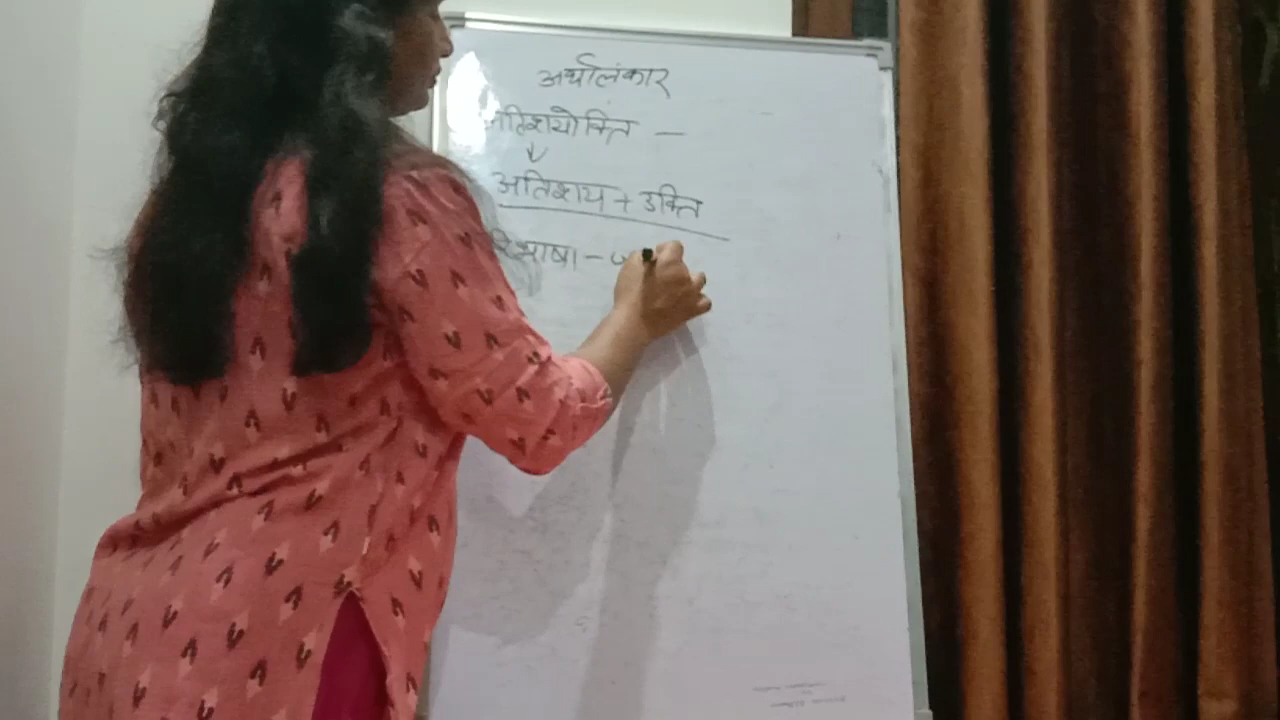 अर्थालंकार
अतिशयोक्ति —
अतिशय + उक्ति
परिभाषा - ज